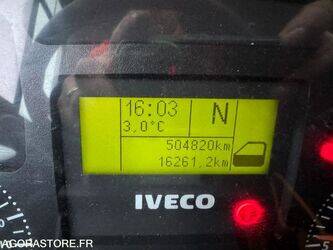 16:03 N
3,0°C
504820km
16261,2km
IVECO
AGORASTORE.FR